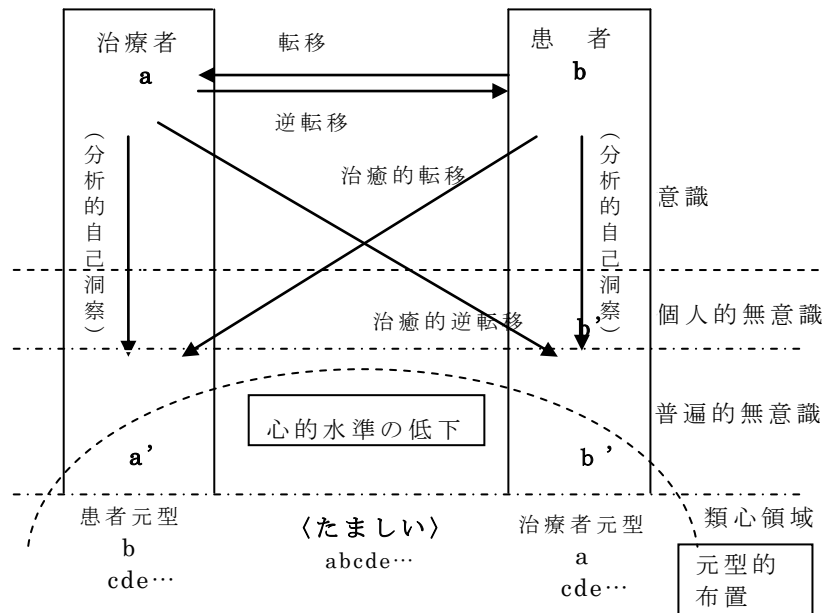 治療者
a
転移
患 者
b
逆転移
（分析的自己洞察）
治癒的転移
（分析的自己洞察）
意識
治癒的逆転移
b’
個人的無意識
普遍的無意識
心的水準の低下
a’
b’
患者元型
b
cde…
〈たましい〉
abcde…
治療者元型
a
cde…
類心領域
元型的
布置